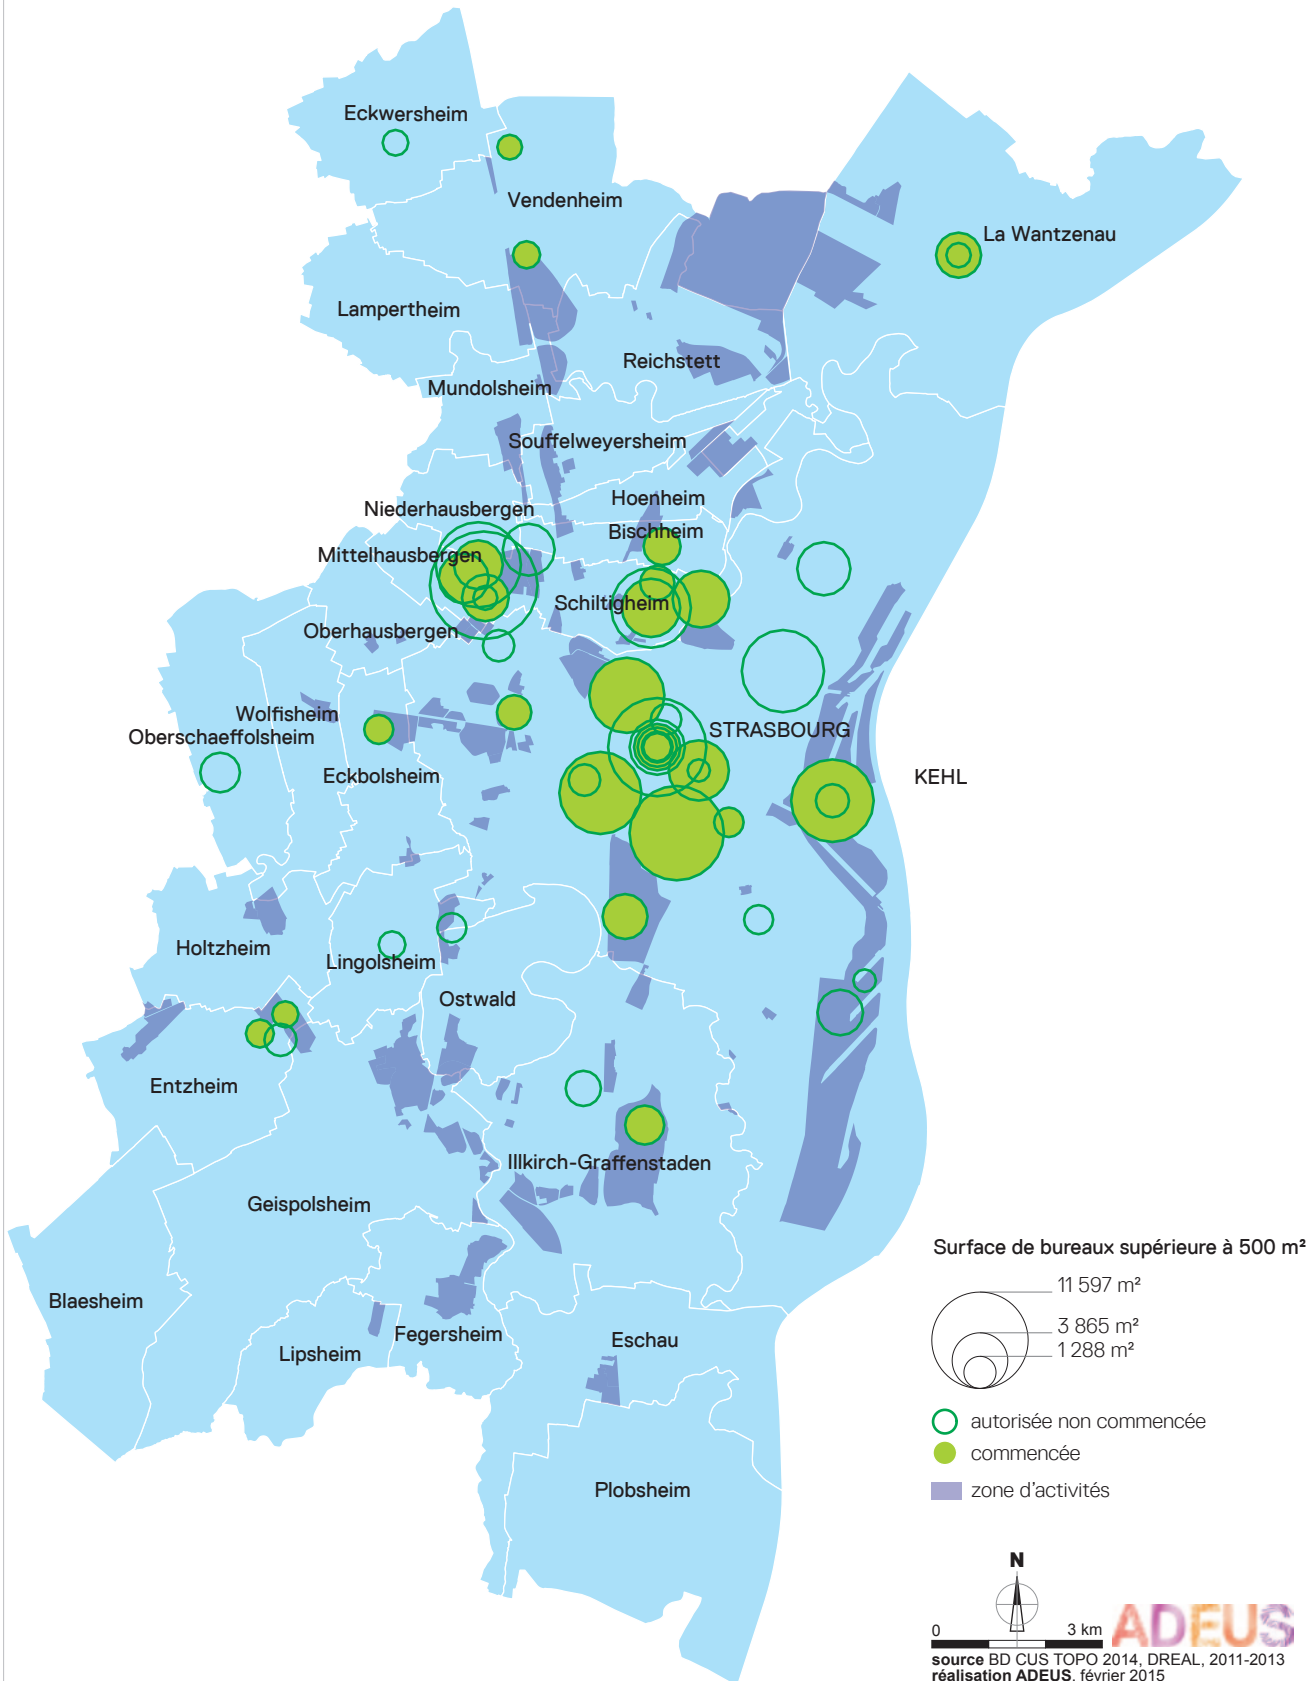 Eckwersheim
Vendenheim
La Wantzenau
Lampertheim
Reichstett
Mundolsheim
Souffelweyersheim
Hoenheim
Niederhausbergen
Bischheim
Mittelhausbergen
Schiltigheim
Oberhausbergen
Wolfisheim
STRASBOURG
Oberschaeffolsheim
Eckbolsheim
KEHL
Holtzheim
Lingolsheim
Ostwald
Entzheim
Illkirch-Graffenstaden
Geispolsheim
Blaesheim
Fegersheim
Eschau
Lipsheim
Plobsheim
Surface de bureaux supérieure à 500 m²
11 597 m²
3 865 m²
1 288 m²
autorisée non commencée
commencée
zone d'activités
N
0 3 km
ADEUS
source BD CUS TOPO 2014, DREAL, 2011-2013
réalisation ADEUS, février 2015